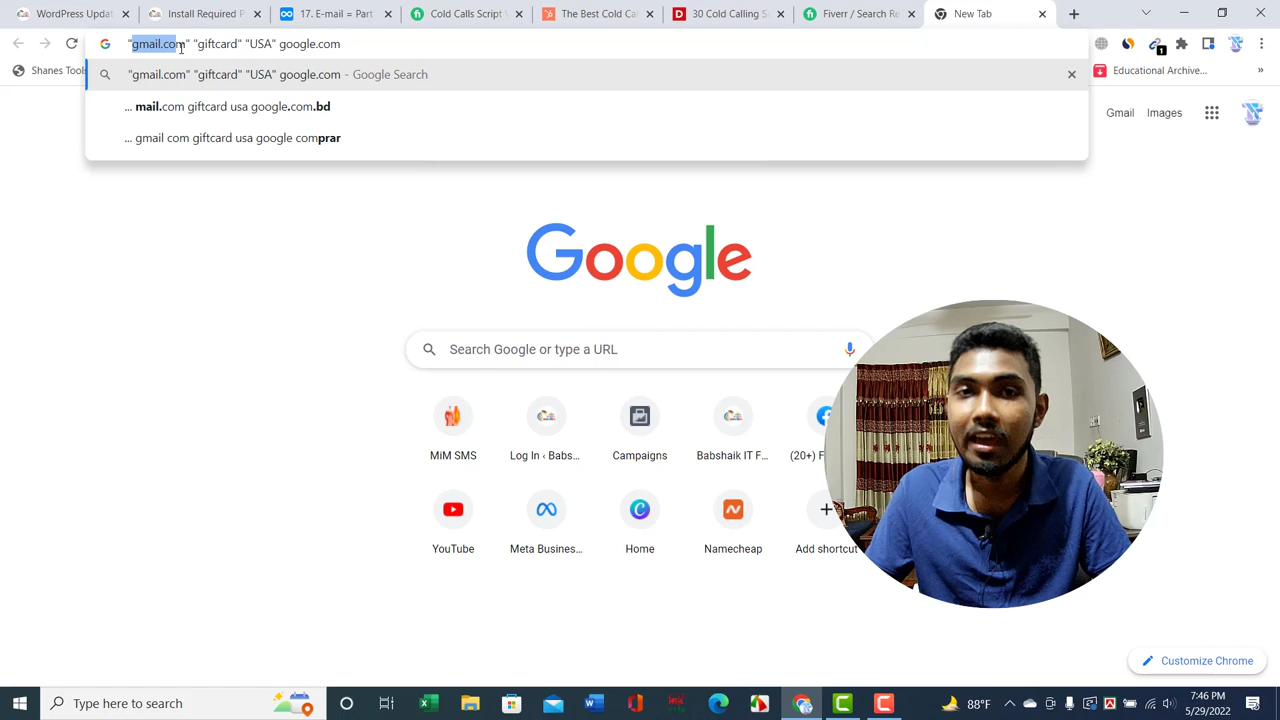 WordPress Updat
Install Required P
17. E-mail = Part
Cold Calls Script V
The Best Cold Ca
30 Cold Calling S
Fiverr / Search Re
New Tab
"gmail.com" "giftcard" "USA" google.com
1
Shanes Tools
"gmail.com" "giftcard" "USA" google.com - Google Search
Educational Archive...
»
... mail.com giftcard usa google.com.bd
... gmail com giftcard usa google comprar
Gmail
Images
Google
Search Google or type a URL
MiM SMS
Log In ‹ Babs...
Campaigns
Babshaik IT F...
(20+) F
YouTube
Meta Busines...
Home
Namecheap
Add shortcut
Customize Chrome
Type here to search
88°F
7:46 PM
5/29/2022